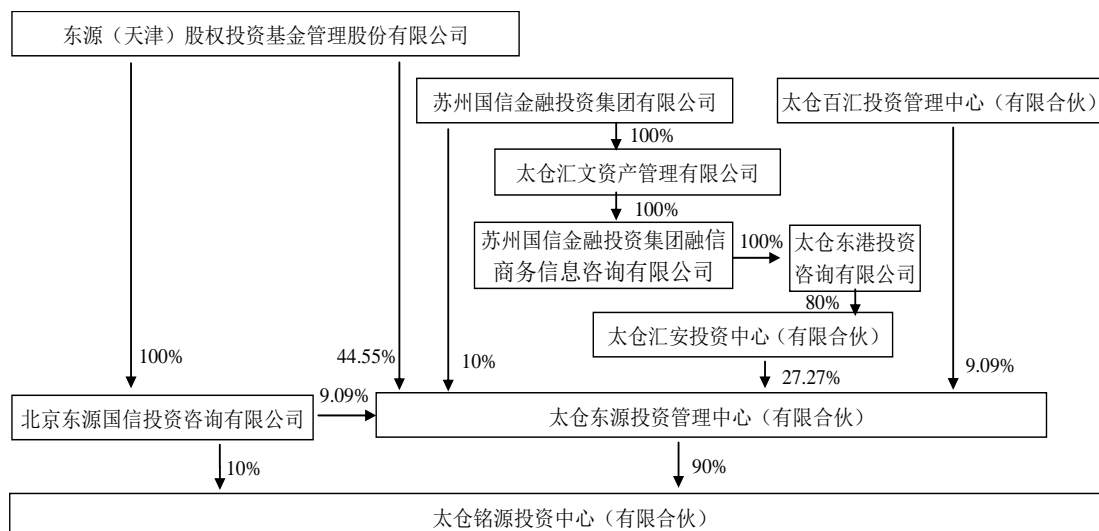 东源（天津）股权投资基金管理股份有限公司
苏州国信金融投资集团有限公司
太仓百汇投资管理中心（有限合伙）
100%
太仓汇文资产管理有限公司
100%
苏州国信金融投资集团融信
商务信息咨询有限公司
100%
太仓东港投资
咨询有限公司
80%
太仓汇安投资中心（有限合伙）
100%
44.55%
10%
27.27%
9.09%
北京东源国信投资咨询有限公司
9.09%
太仓东源投资管理中心（有限合伙）
10%
90%
太仓铭源投资中心（有限合伙）